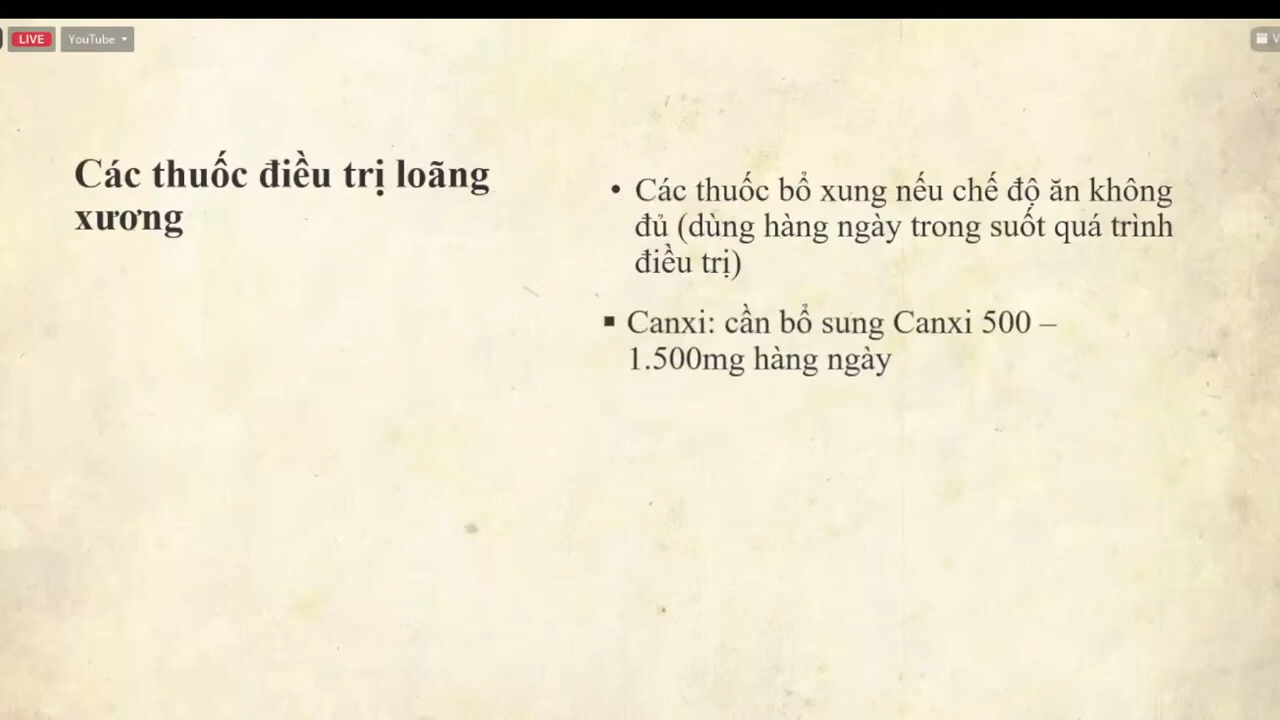 LIVE
YouTube
V
Các thuốc điều trị loãng
xương
• Các thuốc bổ xung nếu chế độ ăn không
đủ (dùng hàng ngày trong suốt quá trình
điều trị)
▪ Canxi: cần bổ sung Canxi 500 –
1.500mg hàng ngày